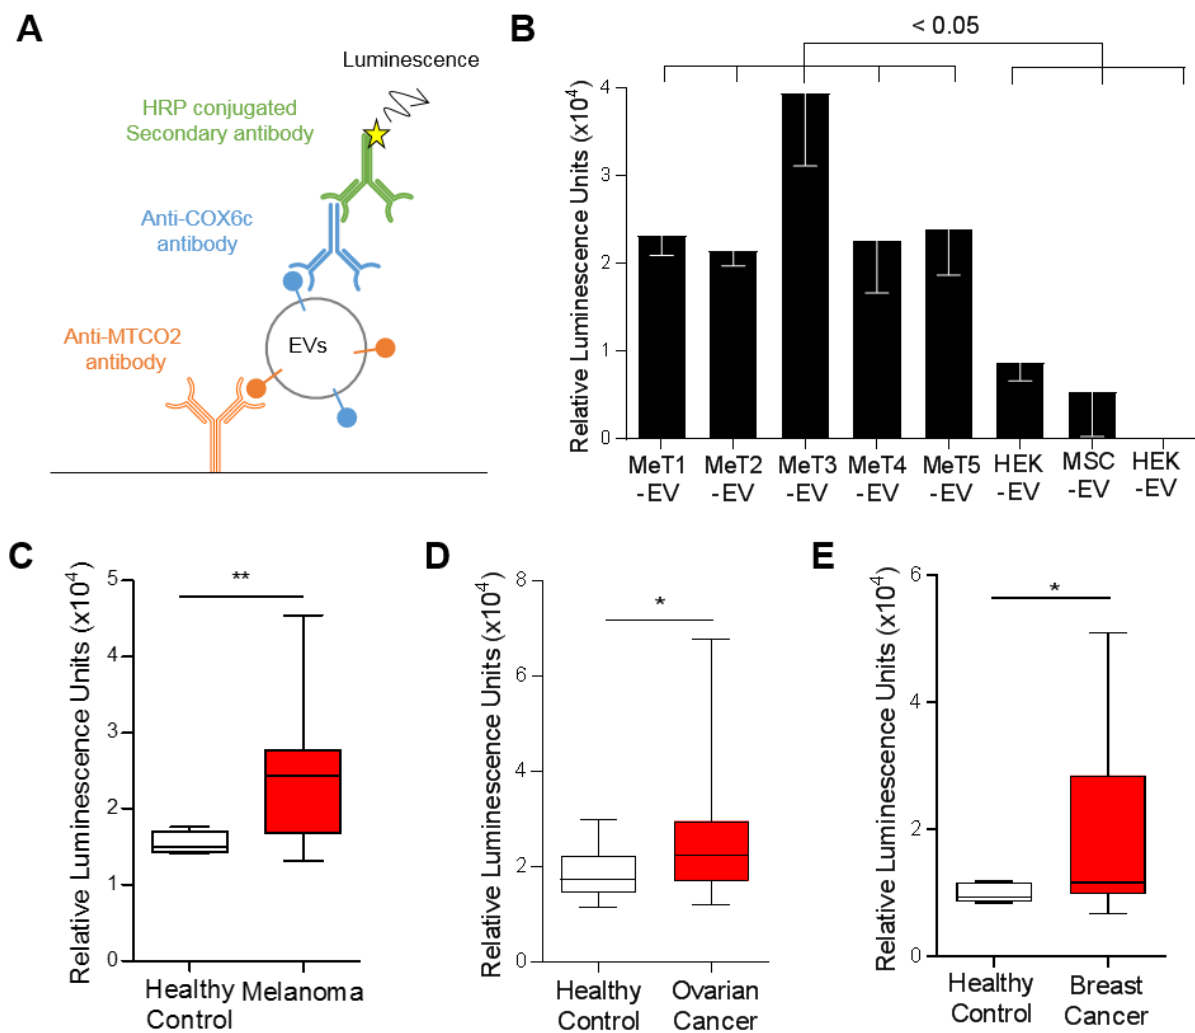 A
Luminescence
HRP conjugated
Secondary antibody
Anti-COX6c
antibody
Anti-MTCO2
antibody
EVs
B
< 0.05
Relative Luminescence Units (x10⁴)
4
3
2
1
0
MeT1 MeT2 MeT3 MeT4 MeT5 HEK MSC HEK
-EV -EV -EV -EV -EV -EV -EV -EV
C
Relative Luminescence Units (x10⁴)
5
4
3
2
1
0
**
Healthy Melanoma
Control
D
Relative Luminescence Units (x10⁴)
8
6
4
2
0
*
Healthy Ovarian
Control Cancer
E
Relative Luminescence Units (x10⁴)
6
4
2
0
*
Healthy Breast
Control Cancer